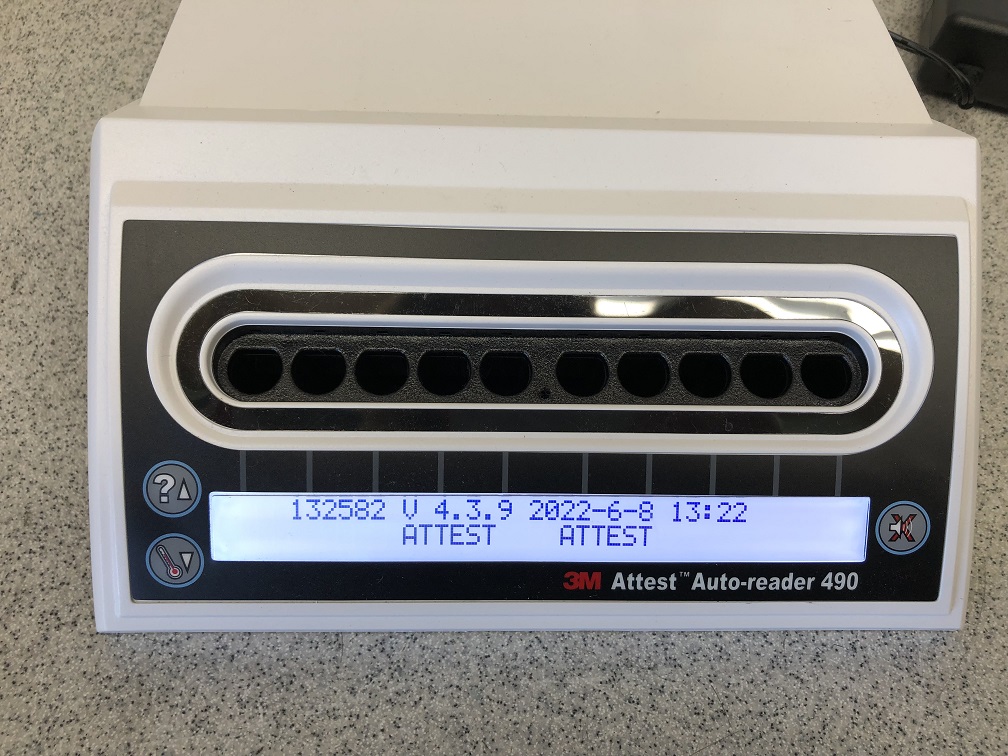 132582 V 4.3.9 2022-6-8 13:22
ATTEST ATTEST
?
3M Attest™ Auto-reader 490